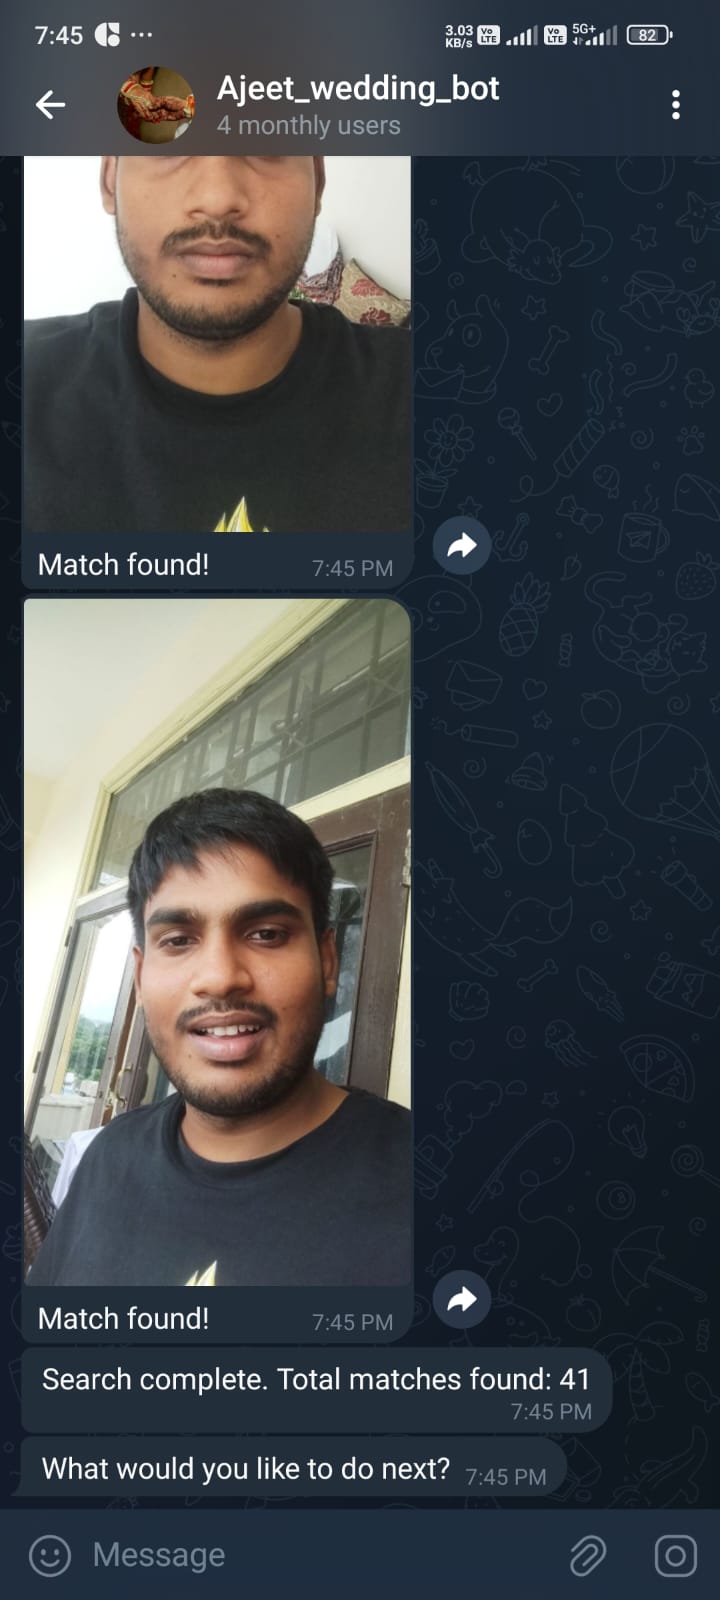 7:45 ... 3.03 KB/s Vo LTE Vo LTE 5G+ 82
Ajeet_wedding_bot
4 monthly users
Match found! 7:45 PM
Match found! 7:45 PM
Search complete. Total matches found: 41
7:45 PM
What would you like to do next? 7:45 PM
Message